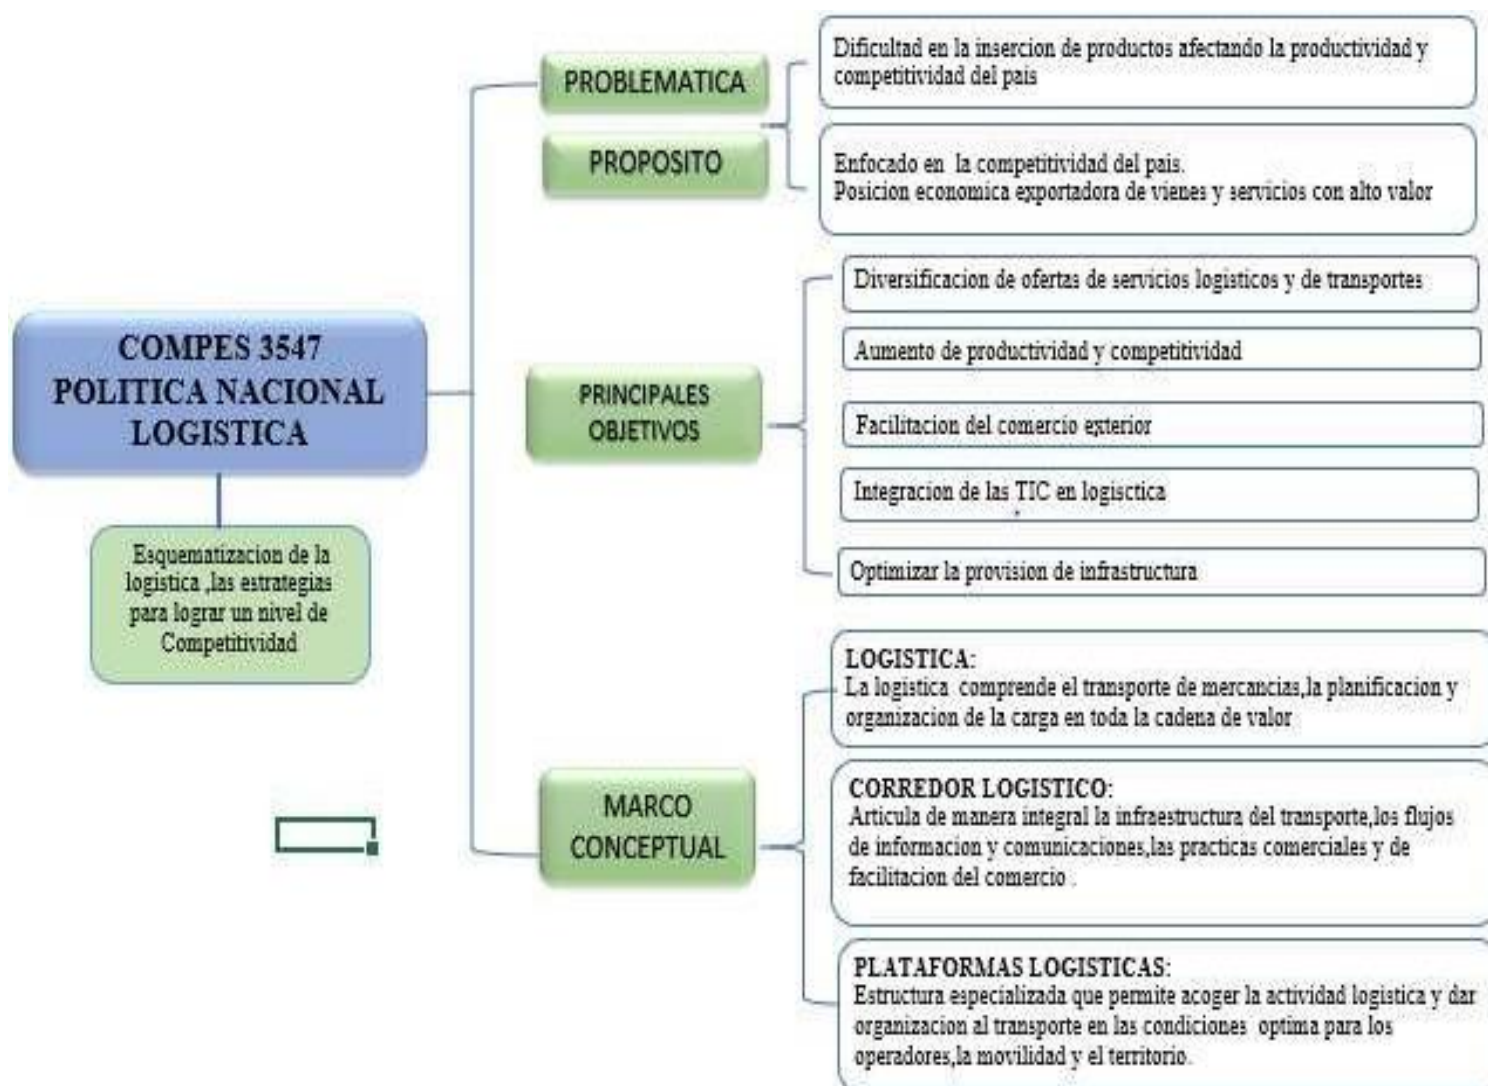 COMPES 3547
POLITICA NACIONAL
LOGISTICA
Esquematizacion de la
logistica ,las estrategias
para lograr un nivel de
Competitividad
PROBLEMATICA
PROPOSITO
Dificultad en la insercion de productos afectando la productividad y
competitividad del pais
Enfocado en la competitividad del pais.
Posicion economica exportadora de vienes y servicios con alto valor
PRINCIPALES
OBJETIVOS
Diversificacion de ofertas de servicios logisticos y de transportes
Aumento de productividad y competitividad
Facilitacion del comercio exterior
Integracion de las TIC en logisctica
Optimizar la provision de infrastructura
MARCO
CONCEPTUAL
LOGISTICA:
La logistica comprende el transporte de mercancias,la planificacion y
organizacion de la carga en toda la cadena de valor
CORREDOR LOGISTICO:
Articula de manera integral la infraestructura del transporte,los flujos
de informacion y comunicaciones,las practicas comerciales y de
facilitacion del comercio .
PLATAFORMAS LOGISTICAS:
Estructura especializada que permite acoger la actividad logistica y dar
organizacion al transporte en las condiciones optima para los
operadores,la movilidad y el territorio.